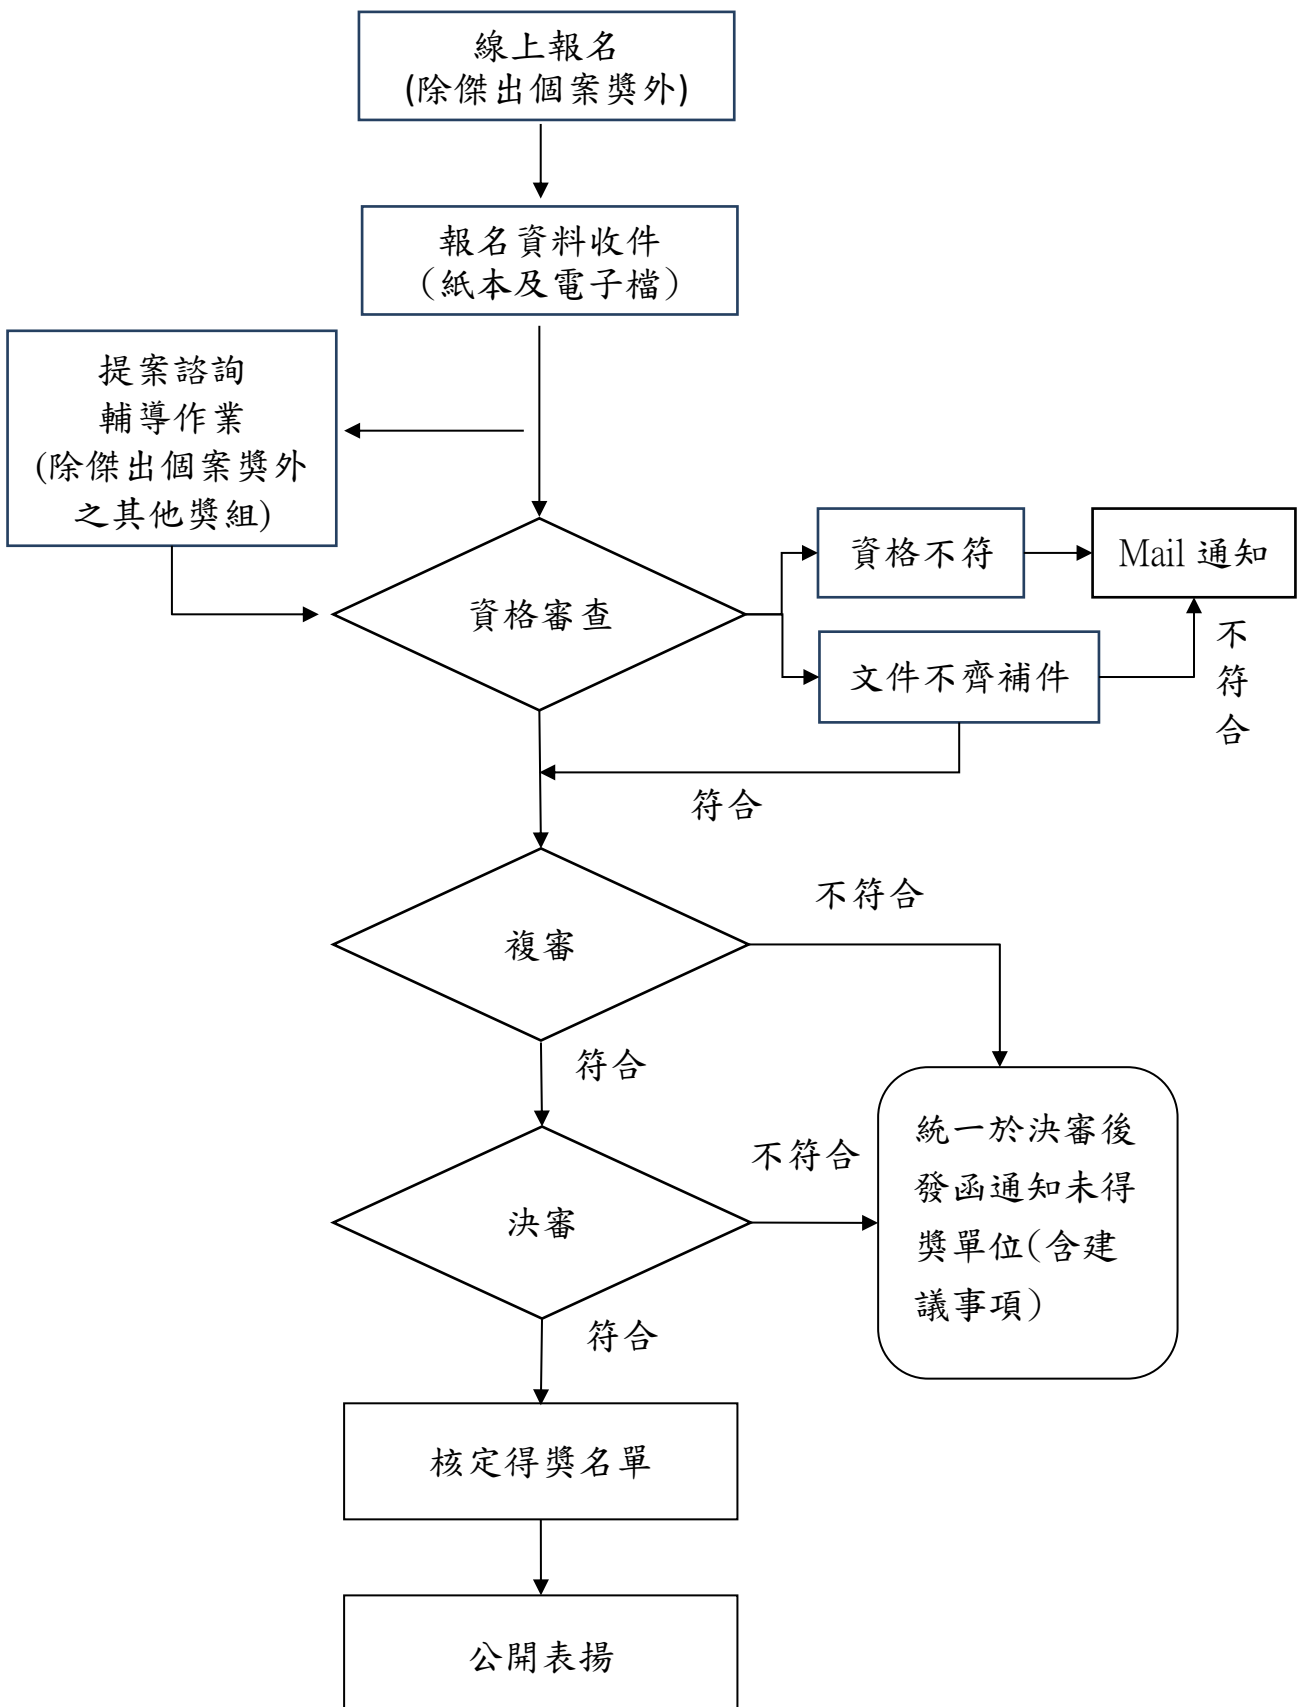 線上報名
(除傑出個案獎外)
報名資料收件
（紙本及電子檔）
提案諮詢
輔導作業
(除傑出個案獎外
之其他獎組)
資格審查
資格不符
Mail 通知
文件不齊補件
不
符
合
符合
複審
不符合
符合
決審
不符合
統一於決審後
發函通知未得
獎單位(含建
議事項)
符合
核定得獎名單
公開表揚